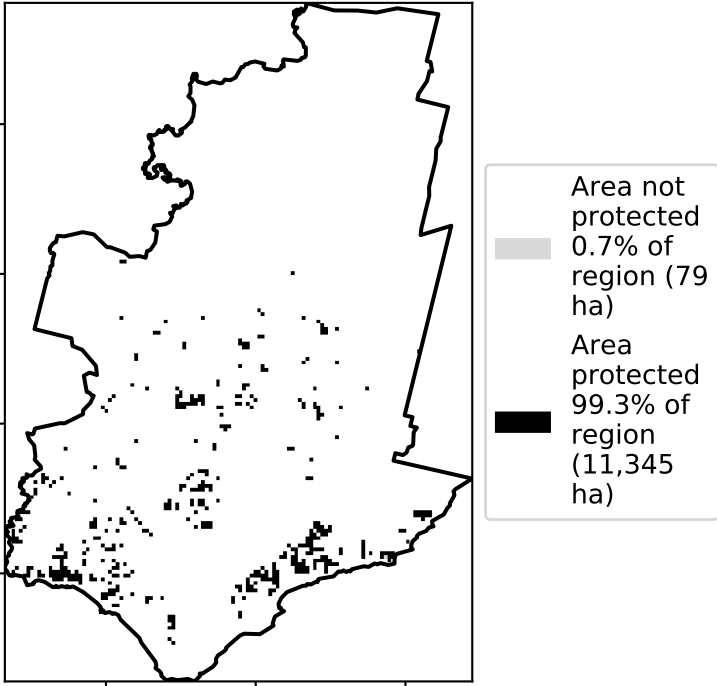 Area not
protected
0.7% of
region (79
ha)
Area
protected
99.3% of
region
(11,345
ha)